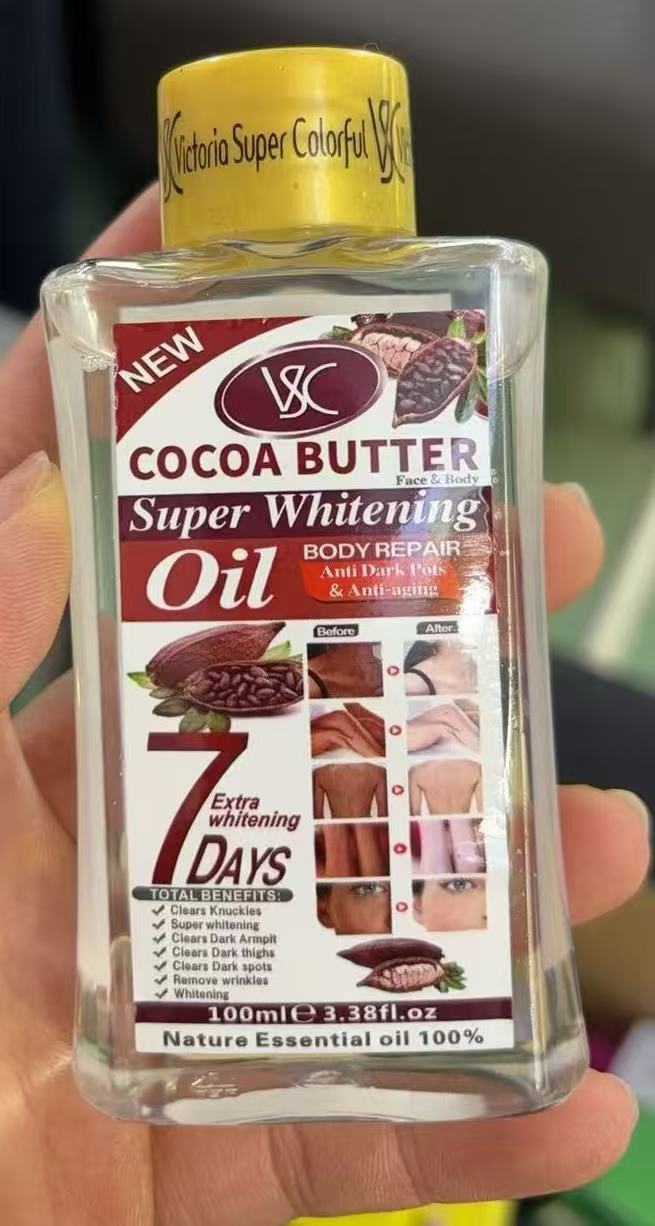 VSC Victoria Super Colorful VSC
NEW
VSC
COCOA BUTTER
Face & Body
Super Whitening
Oil
BODY REPAIR
Anti Dark Pots
& Anti-aging
Before
After
7
Extra
whitening
DAYS
TOTAL BENEFITS:
Clears Knuckles
Super whitening
Clears Dark Armpit
Clears Dark thighs
Clears Dark spots
Remove wrinkles
Whitening
100ml℮3.38fl.oz
Nature Essential oil 100%